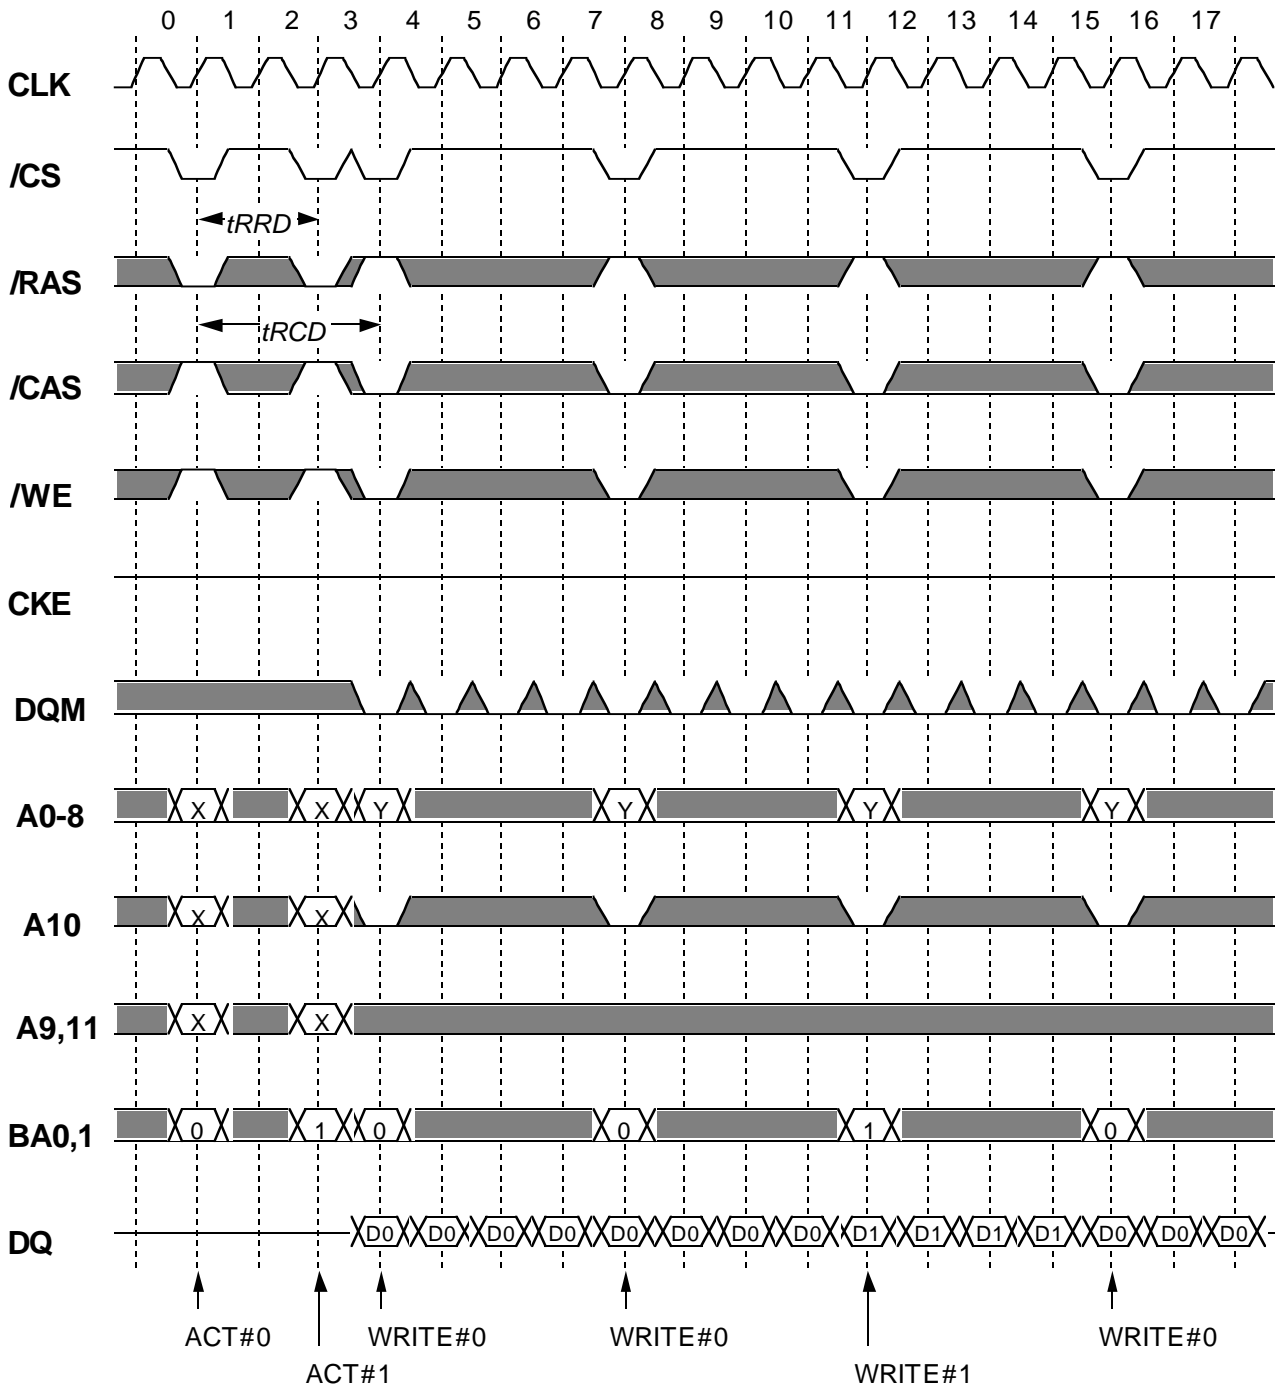 0 1 2 3 4 5 6 7 8 9 10 11 12 13 14 15 16 17
CLK
/CS
tRRD
/RAS
tRCD
/CAS
/WE
CKE
DQM
A0-8 X X Y Y Y Y
A10 X X
A9,11 X X
BA0,1 0 1 0 0 1 0
DQ D0 D0 D0 D0 D0 D0 D0 D0 D1 D1 D1 D1 D0 D0 D0
ACT#0 WRITE#0 WRITE#0 WRITE#0
ACT#1 WRITE#1